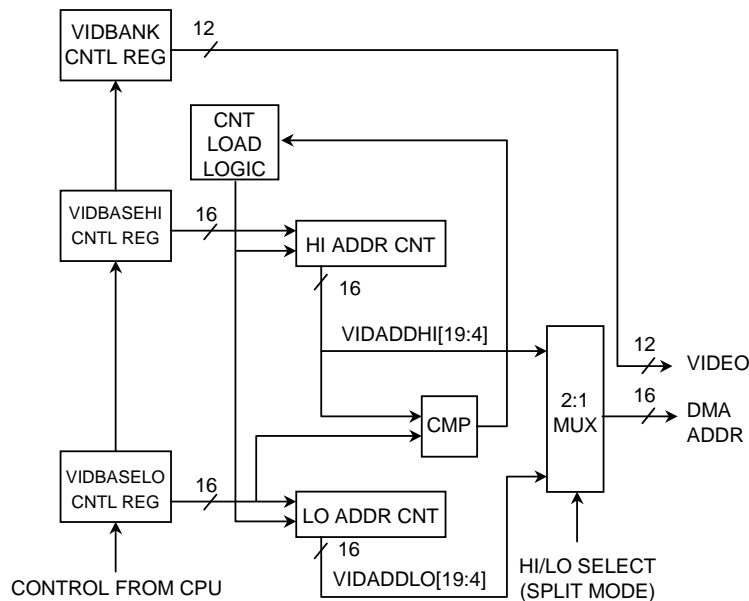 VIDBANK
CNTL REG
12
CNT
LOAD
LOGIC
VIDBASEHI
CNTL REG
16
HI ADDR CNT
16
VIDADDHI[19:4]
12
VIDEO
2:1
MUX
16
DMA
ADDR
CMP
VIDBASELO
CNTL REG
16
LO ADDR CNT
16
VIDADDLO[19:4]
HI/LO SELECT
(SPLIT MODE)
CONTROL FROM CPU